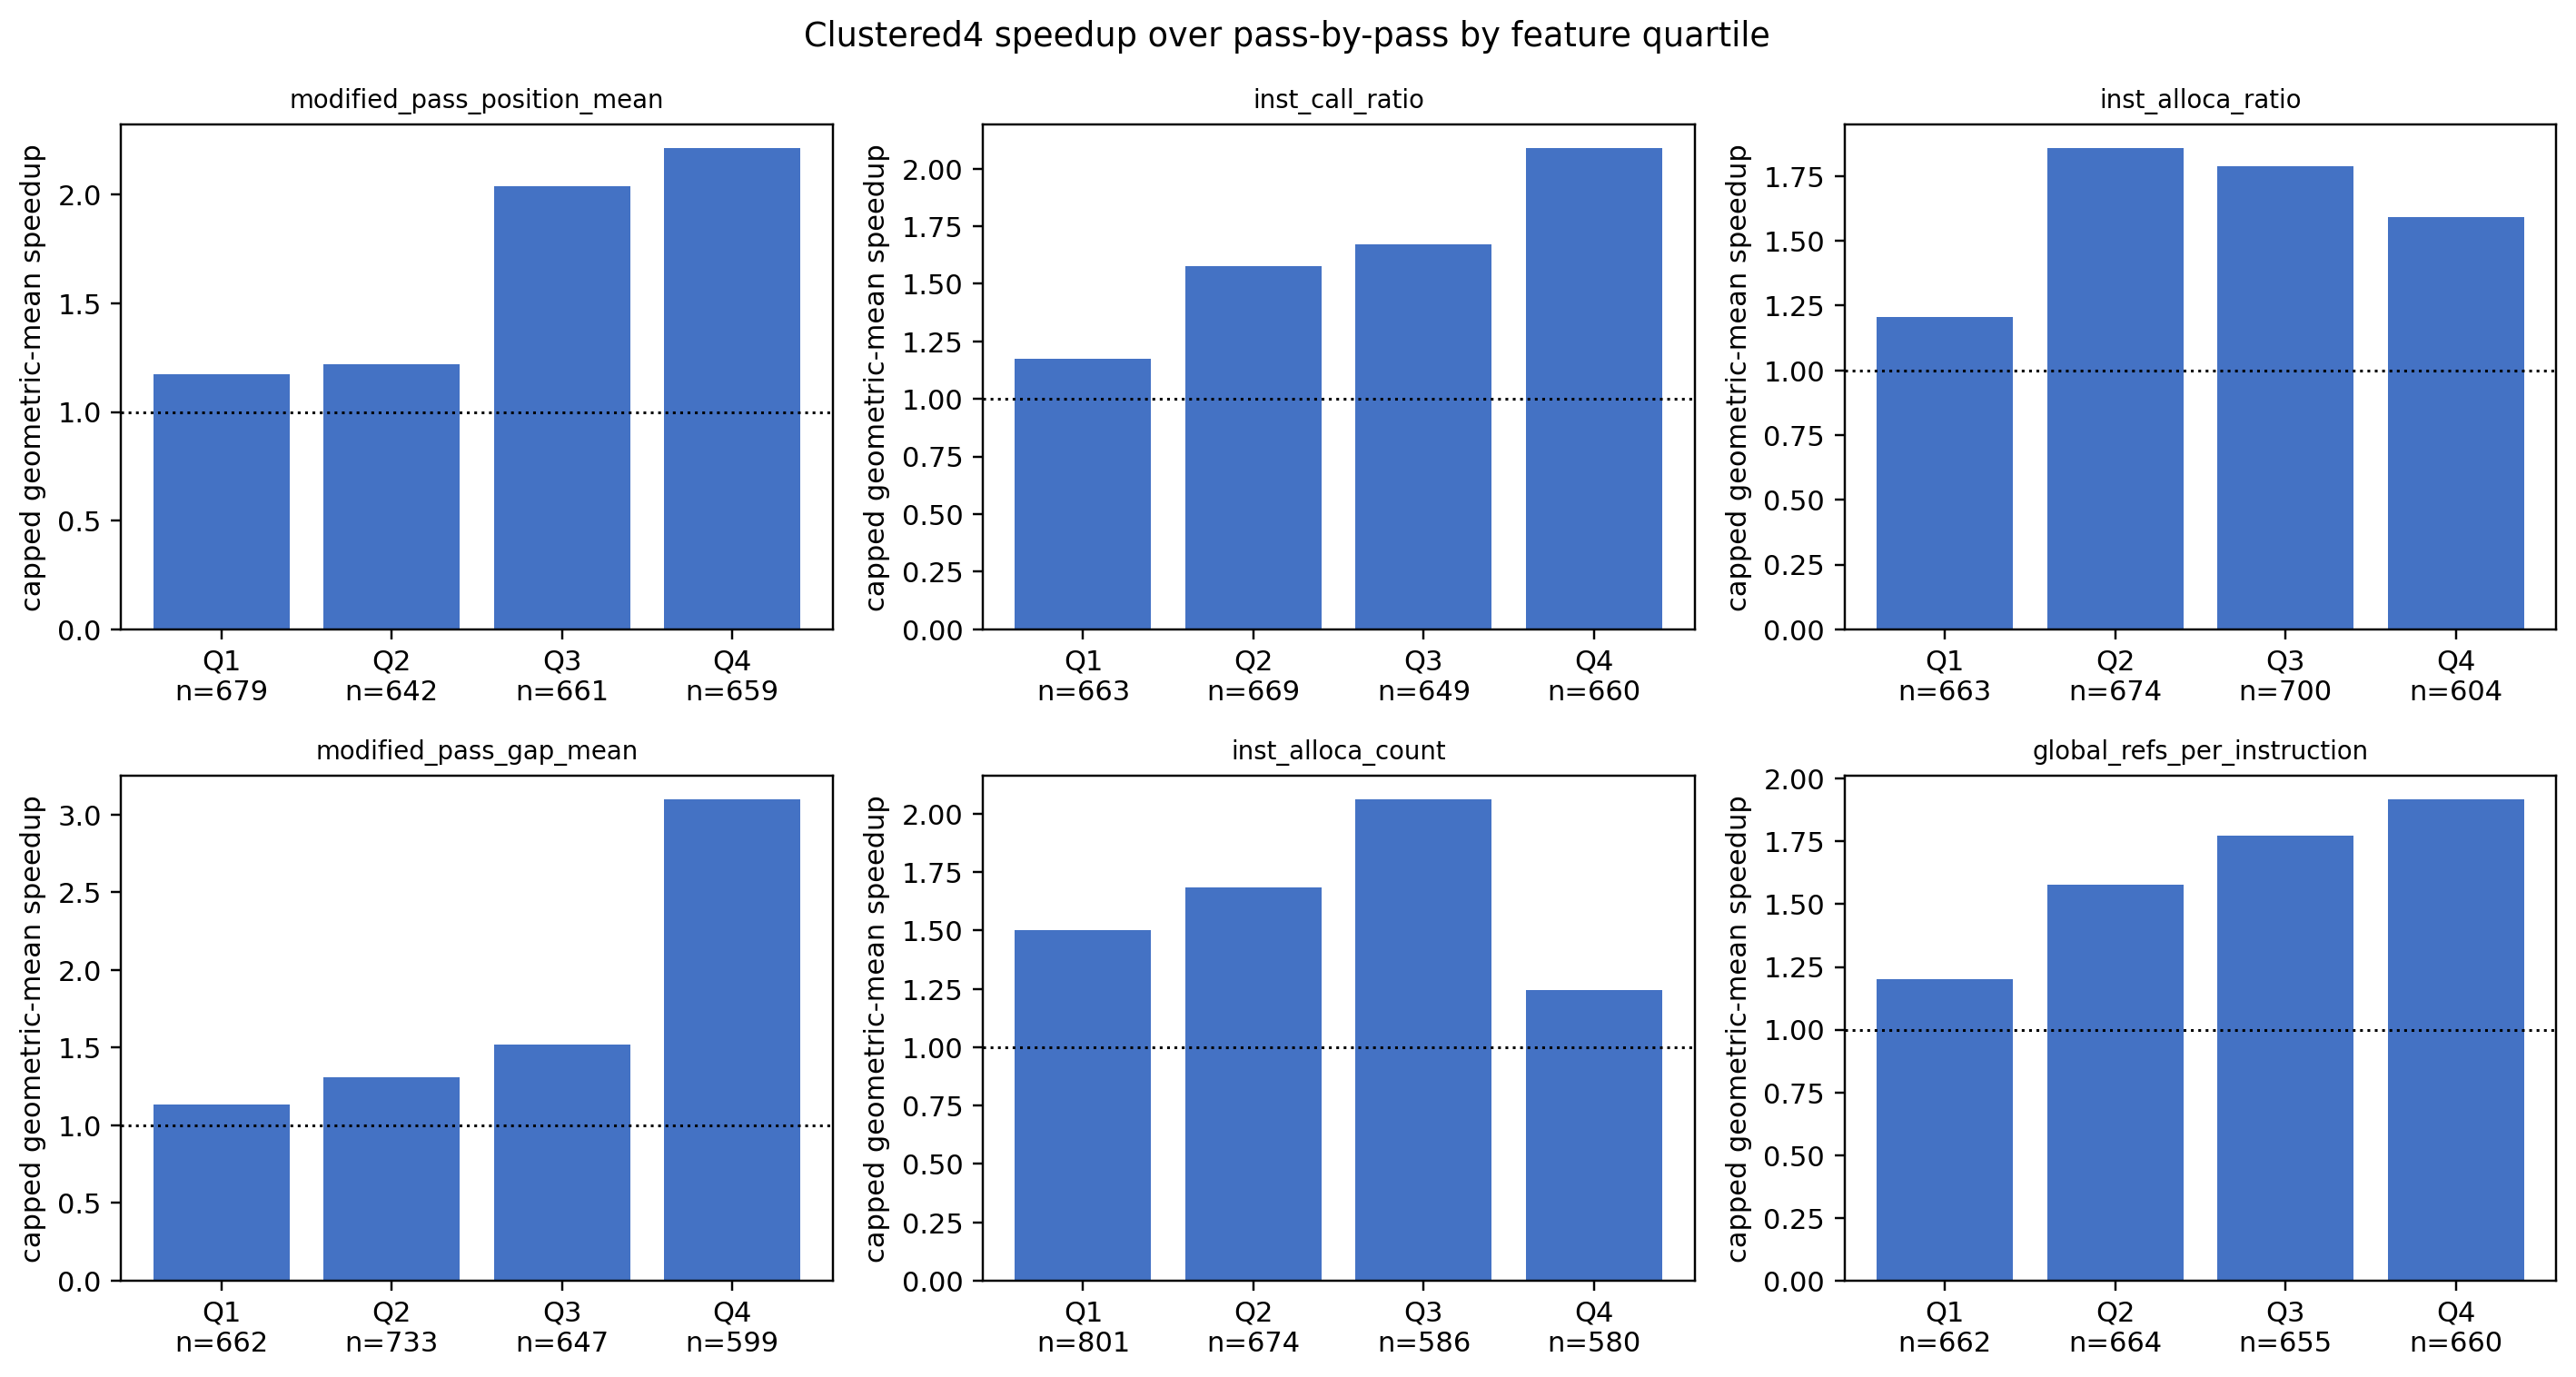 Clustered4 speedup over pass-by-pass by feature quartile
modified_pass_position_mean
capped geometric-mean speedup
2.0
1.5
1.0
0.5
0.0
Q1 Q2 Q3 Q4
n=679 n=642 n=661 n=659
inst_call_ratio
capped geometric-mean speedup
2.00
1.75
1.50
1.25
1.00
0.75
0.50
0.25
0.00
Q1 Q2 Q3 Q4
n=663 n=669 n=649 n=660
inst_alloca_ratio
capped geometric-mean speedup
1.75
1.50
1.25
1.00
0.75
0.50
0.25
0.00
Q1 Q2 Q3 Q4
n=663 n=674 n=700 n=604
modified_pass_gap_mean
capped geometric-mean speedup
3.0
2.5
2.0
1.5
1.0
0.5
0.0
Q1 Q2 Q3 Q4
n=662 n=733 n=647 n=599
inst_alloca_count
capped geometric-mean speedup
2.00
1.75
1.50
1.25
1.00
0.75
0.50
0.25
0.00
Q1 Q2 Q3 Q4
n=801 n=674 n=586 n=580
global_refs_per_instruction
capped geometric-mean speedup
2.00
1.75
1.50
1.25
1.00
0.75
0.50
0.25
0.00
Q1 Q2 Q3 Q4
n=662 n=664 n=655 n=660